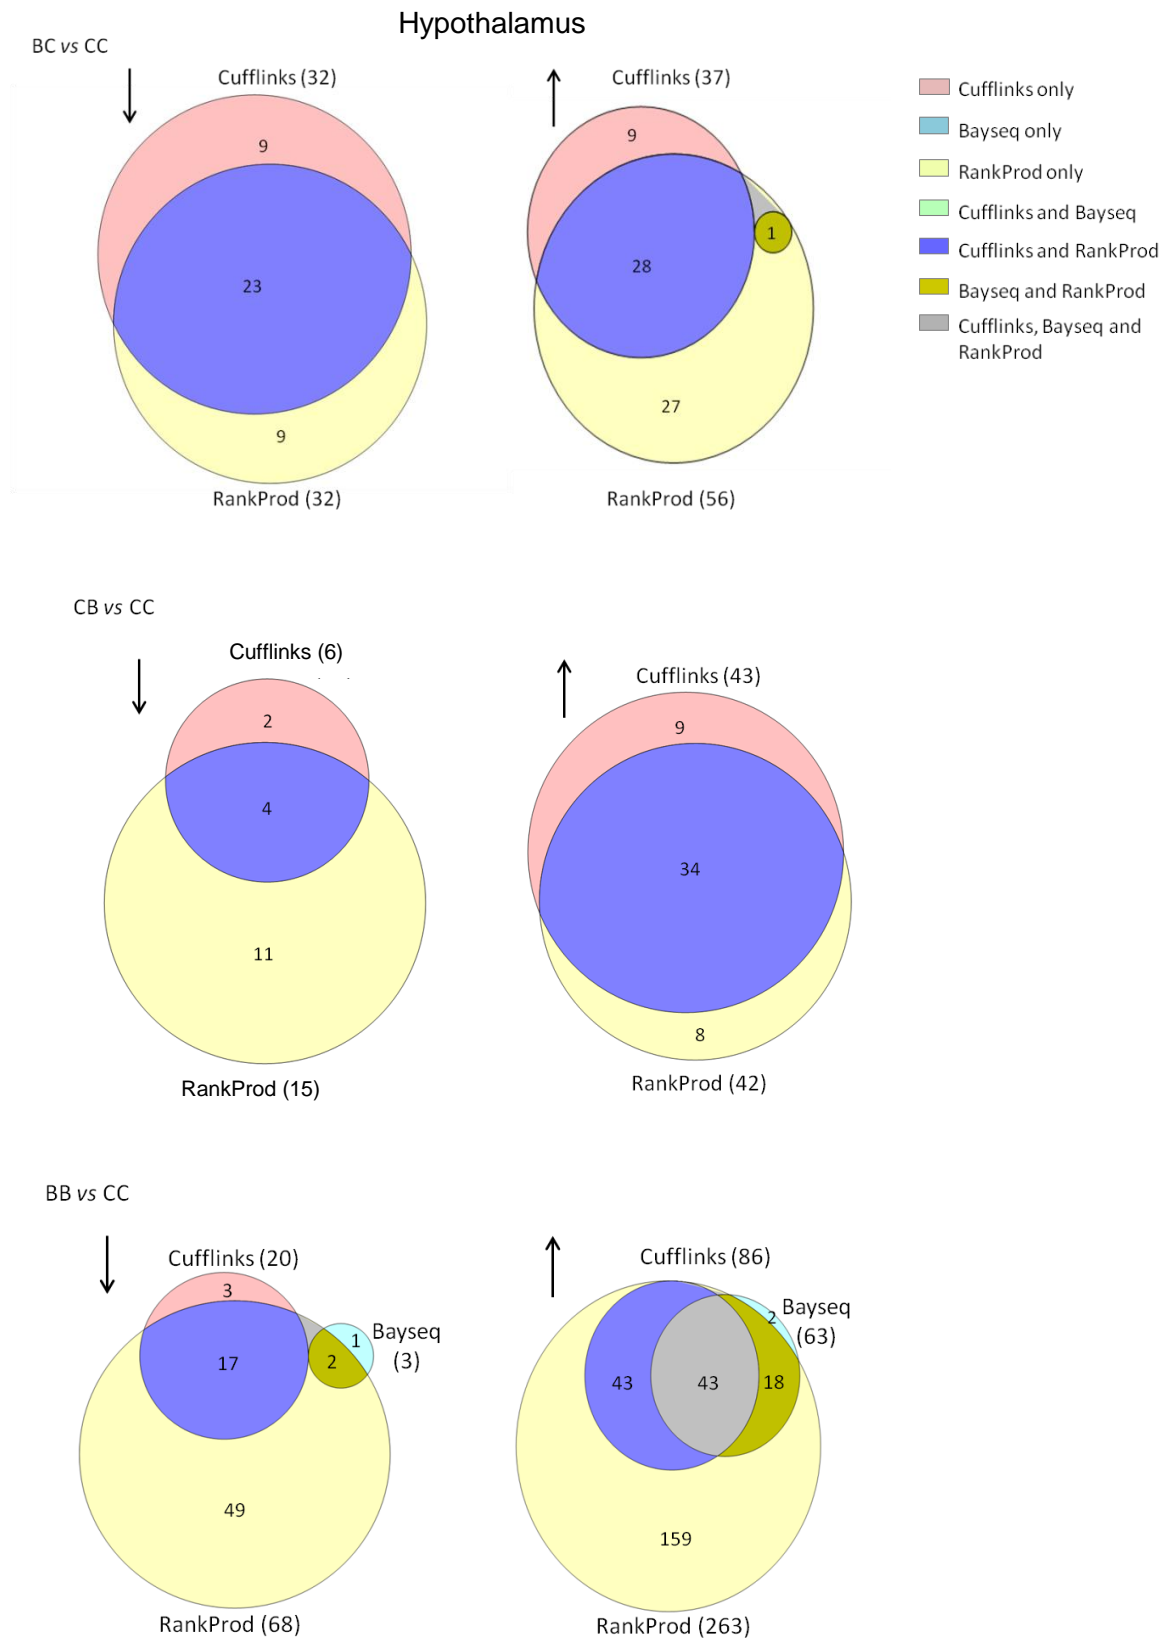 Hypothalamus
BC vs CC
Cufflinks (32)
9
23
9
RankProd (32)
Cufflinks (37)
9
28
1
27
RankProd (56)
Cufflinks only
Bayseq only
RankProd only
Cufflinks and Bayseq
Cufflinks and RankProd
Bayseq and RankProd
Cufflinks, Bayseq and
RankProd
CB vs CC
Cufflinks (6)
2
4
11
RankProd (15)
Cufflinks (43)
9
34
8
RankProd (42)
BB vs CC
Cufflinks (20)
3
17
2
1
Bayseq
(3)
49
RankProd (68)
Cufflinks (86)
2
Bayseq
(63)
43
43
18
159
RankProd (263)